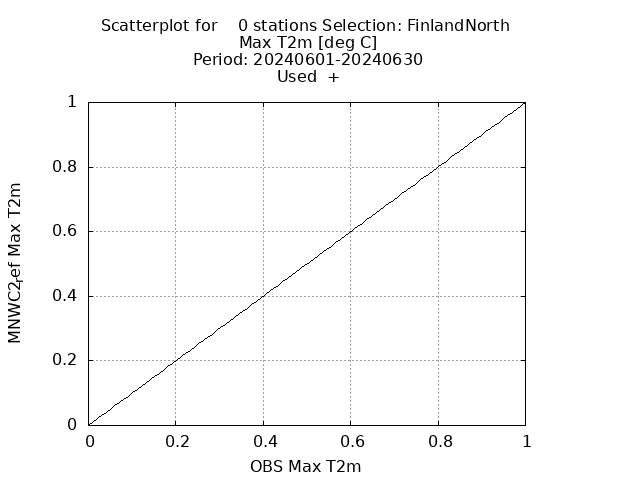 Scatterplot for    0 stations Selection: FinlandNorth
Max T2m [deg C]
Period: 20240601-20240630
Used +
1
0.8
0.6
0.4
0.2
0
0 0.2 0.4 0.6 0.8 1
MNWC2ref Max T2m
OBS Max T2m